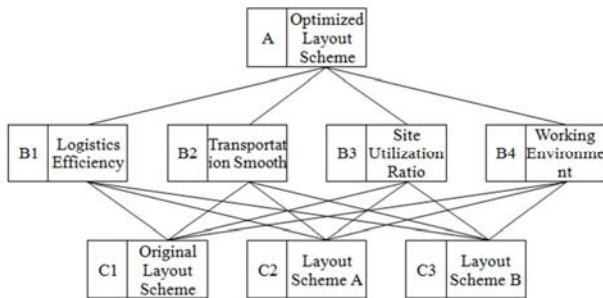 A
Optimized
Layout
Scheme
B1
Logistics
Efficiency
B2
Transportat
ion Smooth
B3
Site
Utilization
Ratio
B4
Working
Environme
nt
C1
Original
Layout
Scheme
C2
Layout
Scheme A
C3
Layout
Scheme B